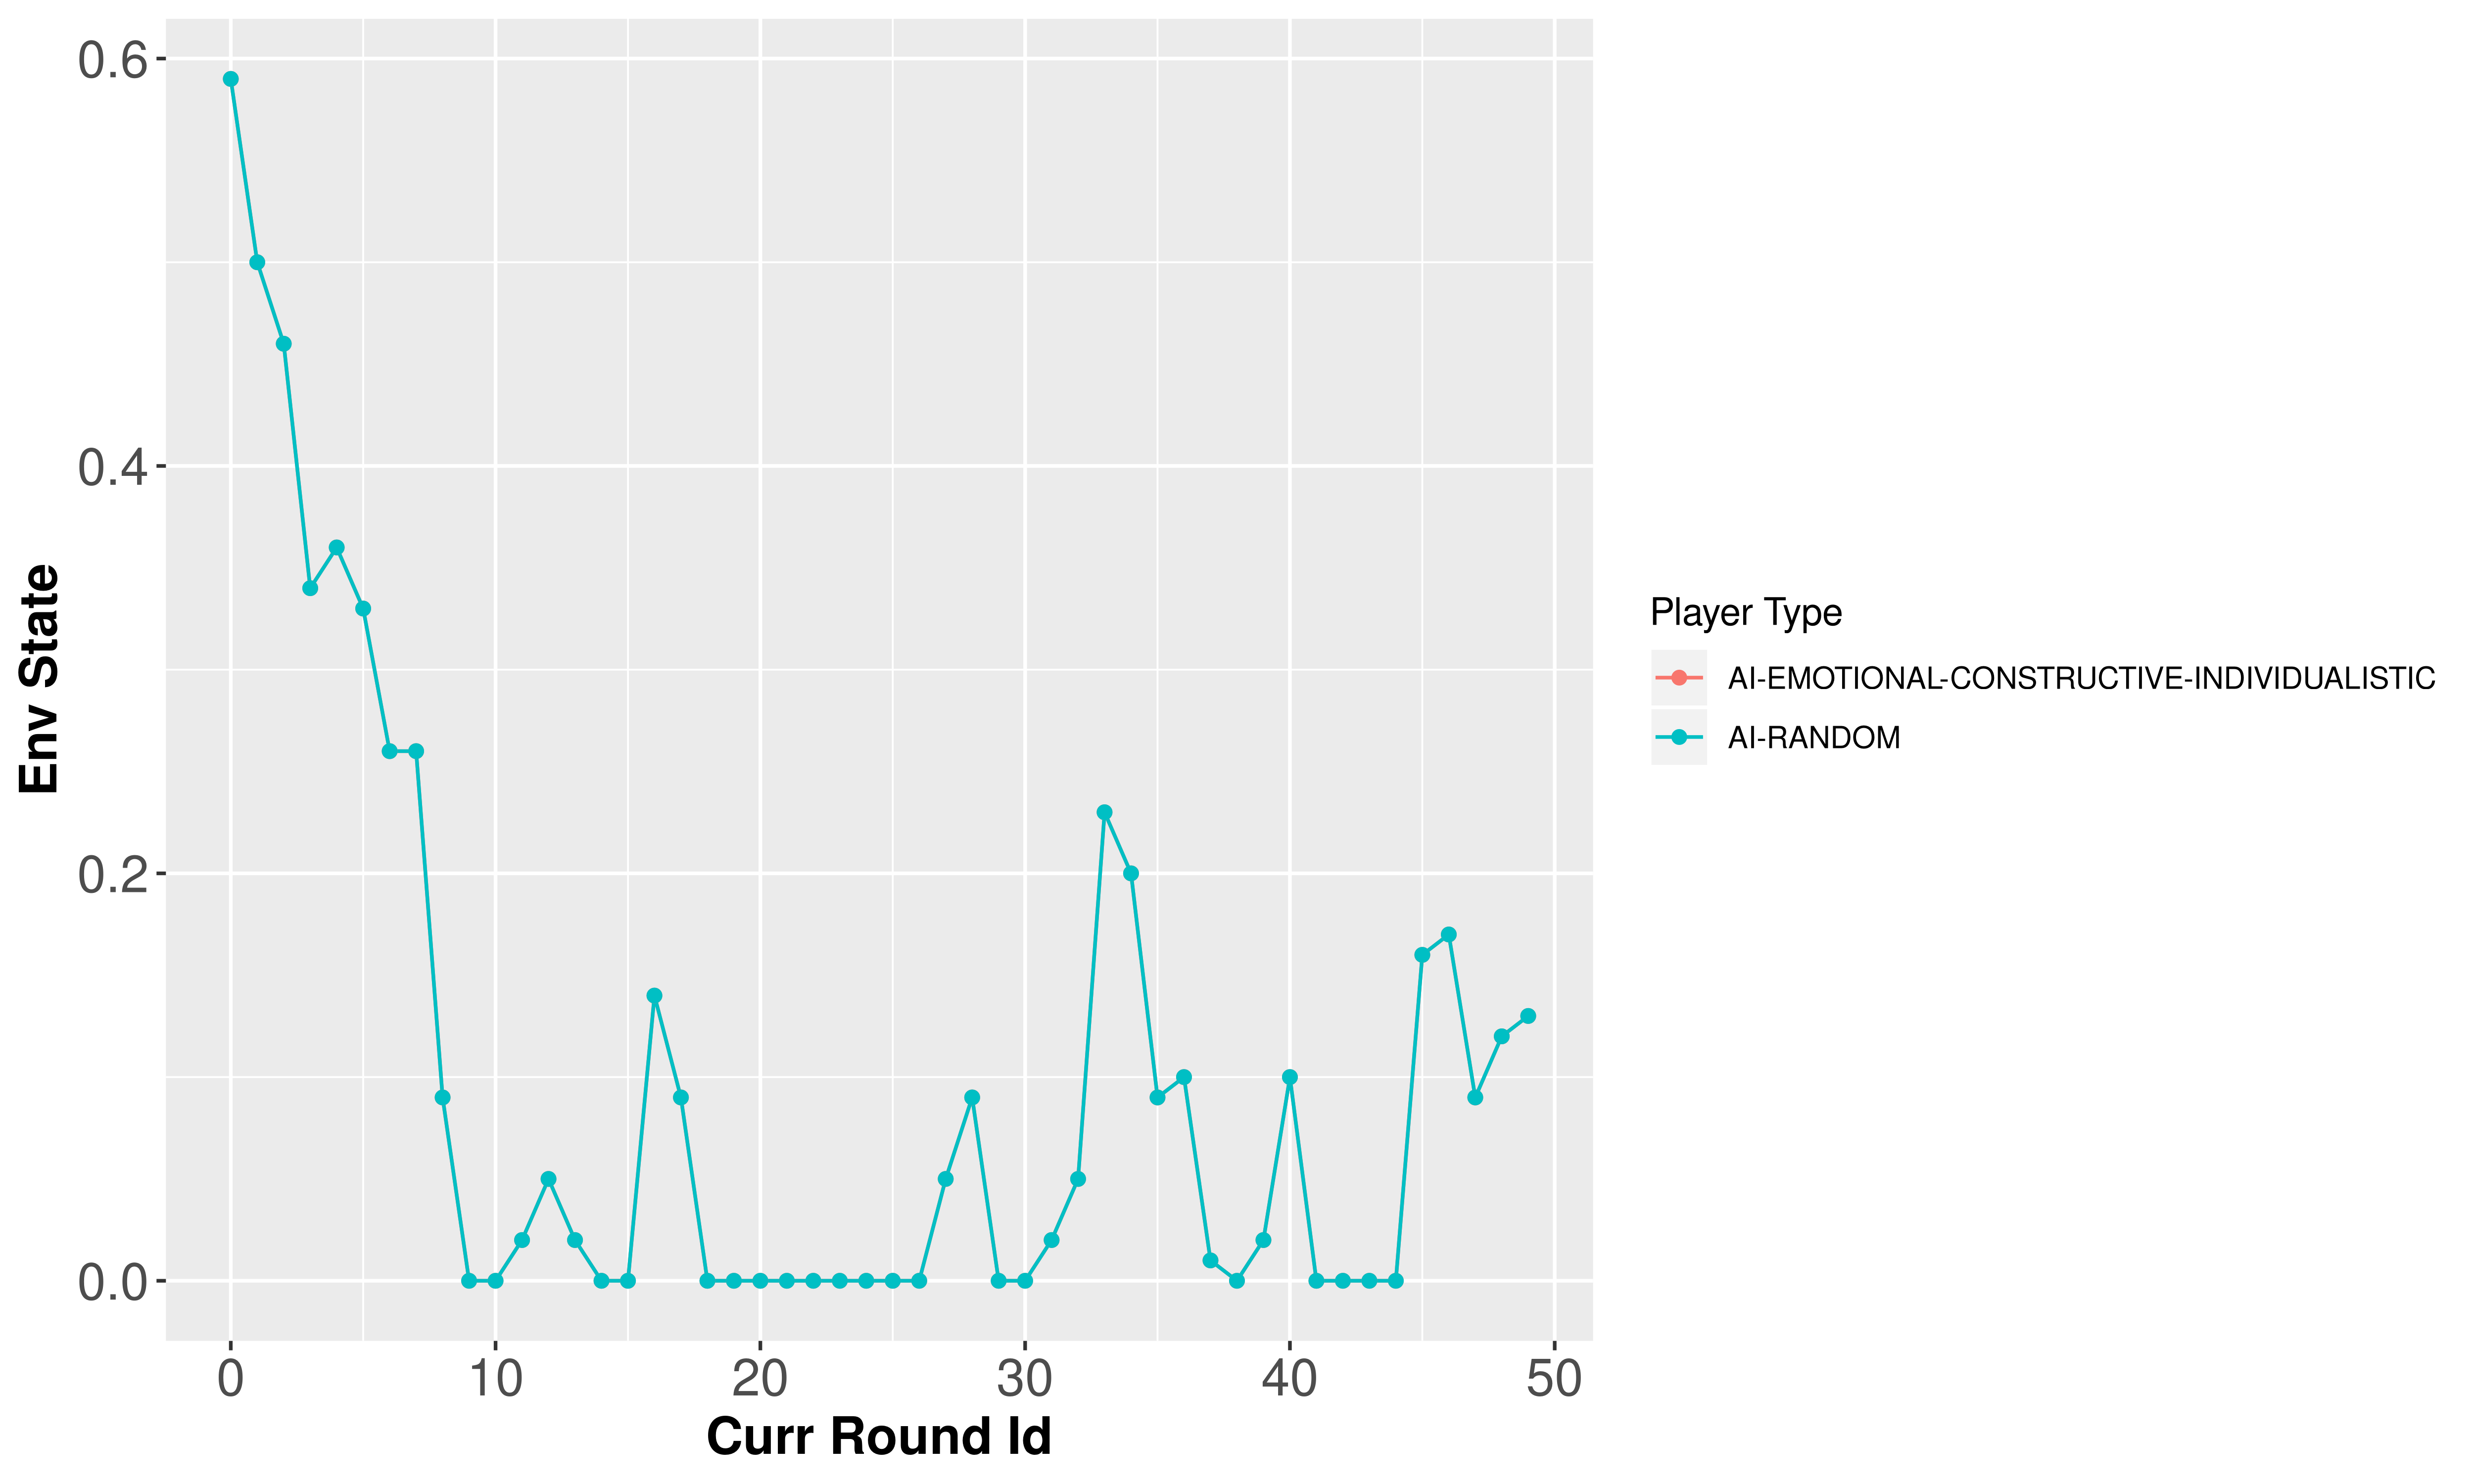 0.6
0.4
0.2
0.0
Env State
0 10 20 30 40 50
Curr Round Id
Player Type
AI-EMOTIONAL-CONSTRUCTIVE-INDIVIDUALISTIC
AI-RANDOM